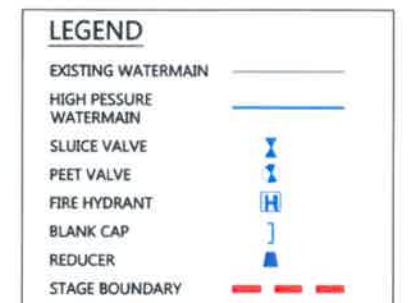 LEGEND
EXISTING WATERMAIN
HIGH PESSURE
WATERMAIN
SLUICE VALVE
PEET VALVE
FIRE HYDRANT
H
BLANK CAP
REDUCER
STAGE BOUNDARY